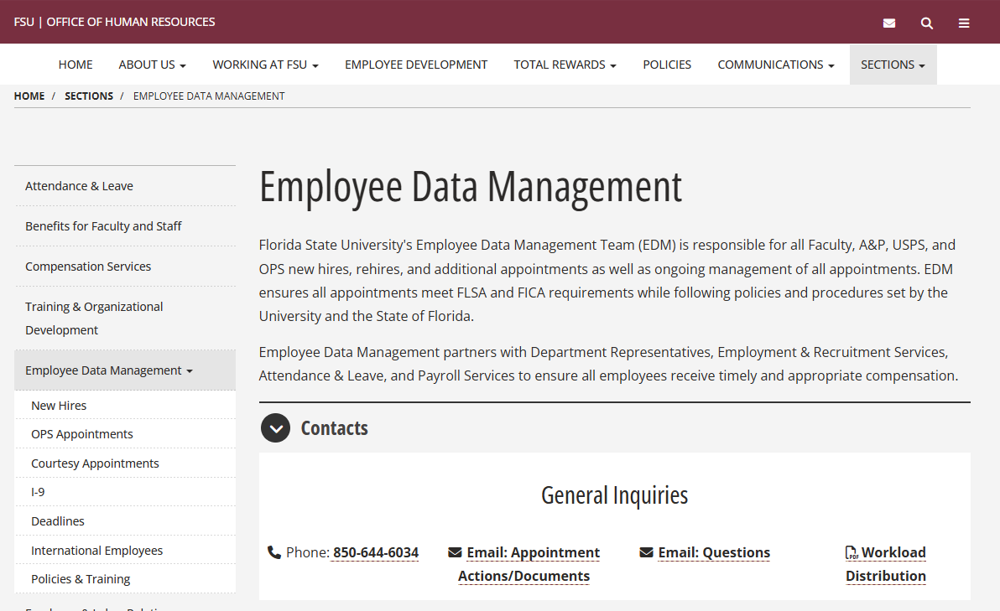 FSU | OFFICE OF HUMAN RESOURCES
HOME ABOUT US WORKING AT FSU EMPLOYEE DEVELOPMENT TOTAL REWARDS POLICIES COMMUNICATIONS SECTIONS
HOME / SECTIONS / EMPLOYEE DATA MANAGEMENT
Attendance & Leave
Benefits for Faculty and Staff
Compensation Services
Training & Organizational
Development
Employee Data Management
New Hires
OPS Appointments
Courtesy Appointments
I-9
Deadlines
International Employees
Policies & Training
Employee Data Management
Florida State University's Employee Data Management Team (EDM) is responsible for all Faculty, A&P, USPS, and
OPS new hires, rehires, and additional appointments as well as ongoing management of all appointments. EDM
ensures all appointments meet FLSA and FICA requirements while following policies and procedures set by the
University and the State of Florida.
Employee Data Management partners with Department Representatives, Employment & Recruitment Services,
Attendance & Leave, and Payroll Services to ensure all employees receive timely and appropriate compensation.
Contacts
General Inquiries
Phone: 850-644-6034
Email: Appointment
Actions/Documents
Email: Questions
PDF Workload
Distribution